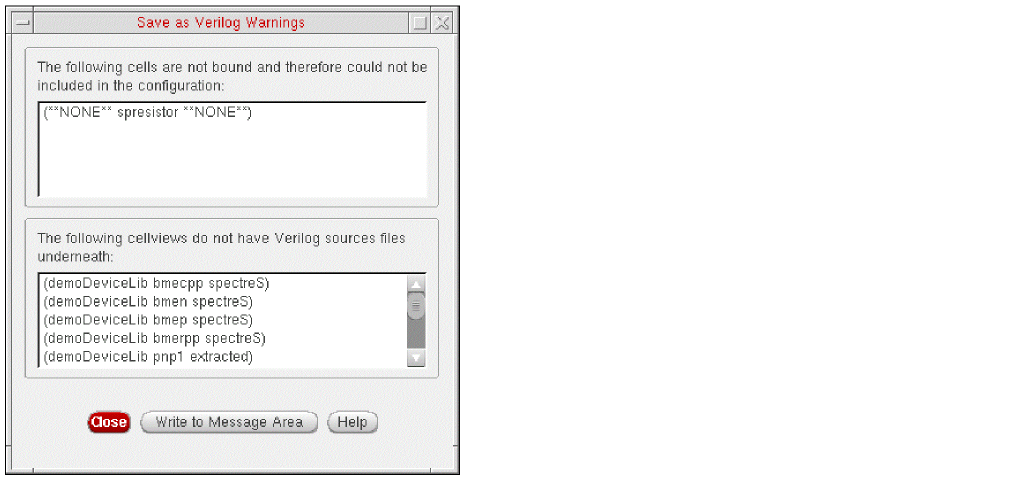 Save as Verilog Warnings
The following cells are not bound and therefore could not be
included in the configuration:
(**NONE** spresistor **NONE**)
The following cellviews do not have Verilog sources files
underneath:
(demoDeviceLib bmecpp spectreS)
(demoDeviceLib bmen spectreS)
(demoDeviceLib bmep spectreS)
(demoDeviceLib bmerpp spectreS)
(demoDeviceLib pnp1 extracted)
Close Write to Message Area Help